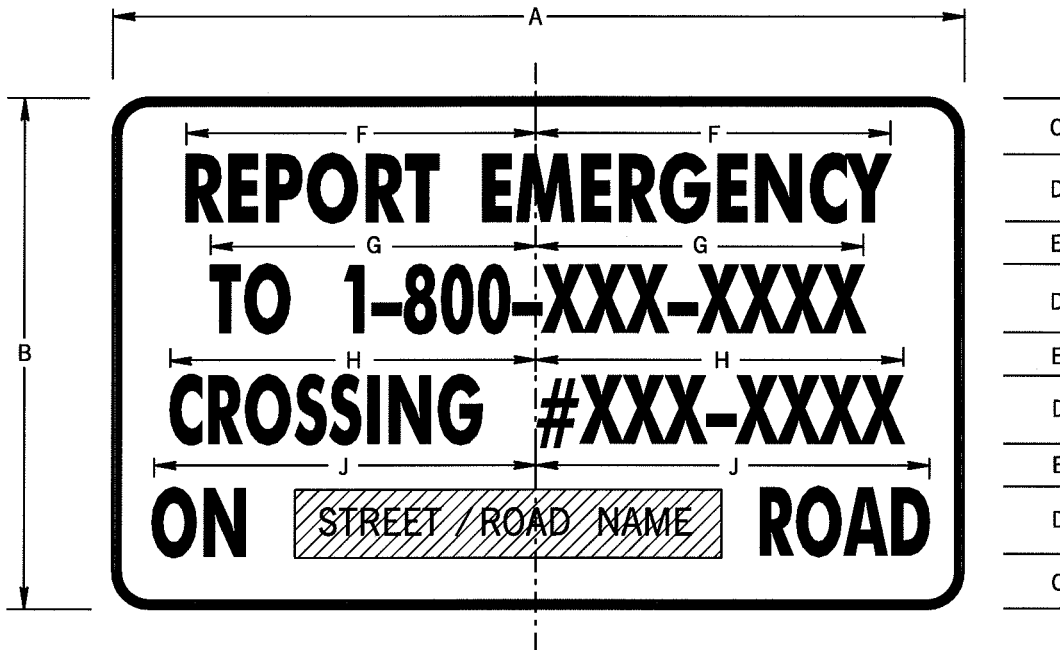 A
F F
C
REPORT EMERGENCY
D
G G
E
TO 1-800-XXX-XXXX
D
B
H H
E
CROSSING #XXX-XXXX
D
J J
E
ON STREET / ROAD NAME ROAD
D
C